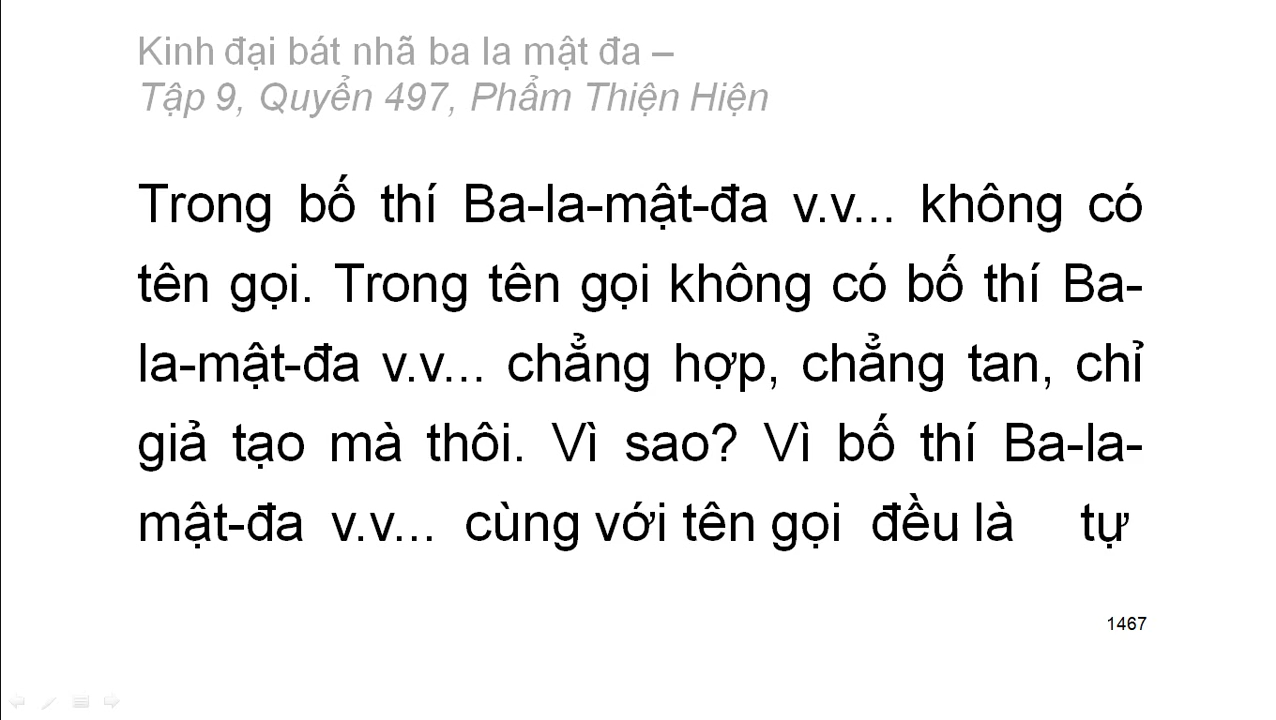 Kinh đại bát nhã ba la mật đa –
Tập 9, Quyển 497, Phẩm Thiện Hiện
Trong bố thí Ba-la-mật-đa v.v... không có
tên gọi. Trong tên gọi không có bố thí Ba-
la-mật-đa v.v... chẳng hợp, chẳng tan, chỉ
giả tạo mà thôi. Vì sao? Vì bố thí Ba-la-
mật-đa v.v... cùng với tên gọi đều là tự
1467